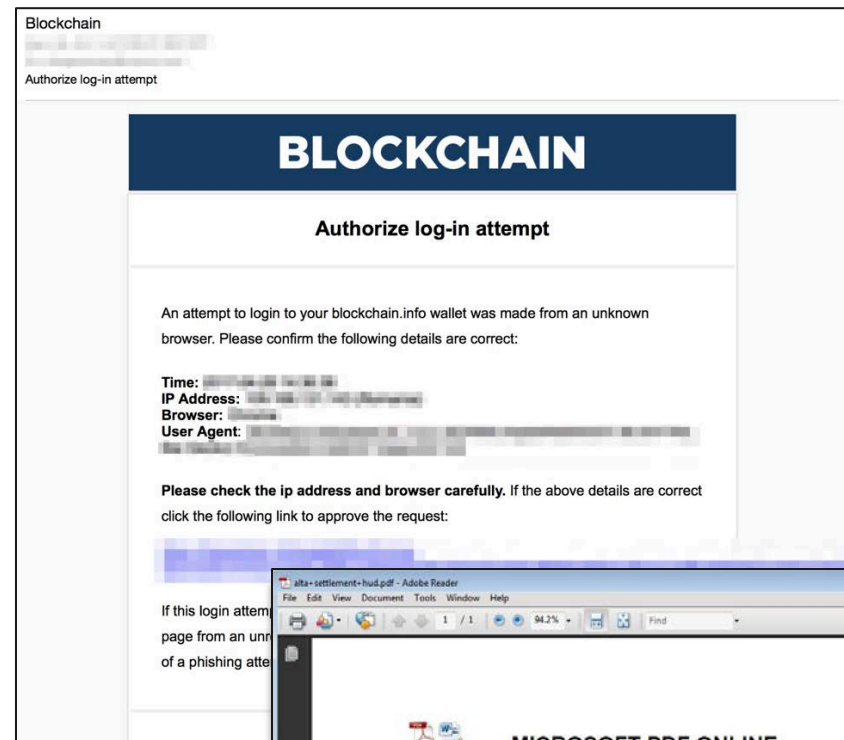 Blockchain
Authorize log-in attempt
BLOCKCHAIN
Authorize log-in attempt
An attempt to login to your blockchain.info wallet was made from an unknown
browser. Please confirm the following details are correct:
Time:
IP Address:
Browser:
User Agent:
Please check the ip address and browser carefully. If the above details are correct
click the following link to approve the request:
If this login
page from an
of a phishing
alta+settlement+hud.pdf - Adobe Reader
File Edit View Document Tools Window Help
1 / 1 94.2% Find
MICROSOFT PDF ONLINE